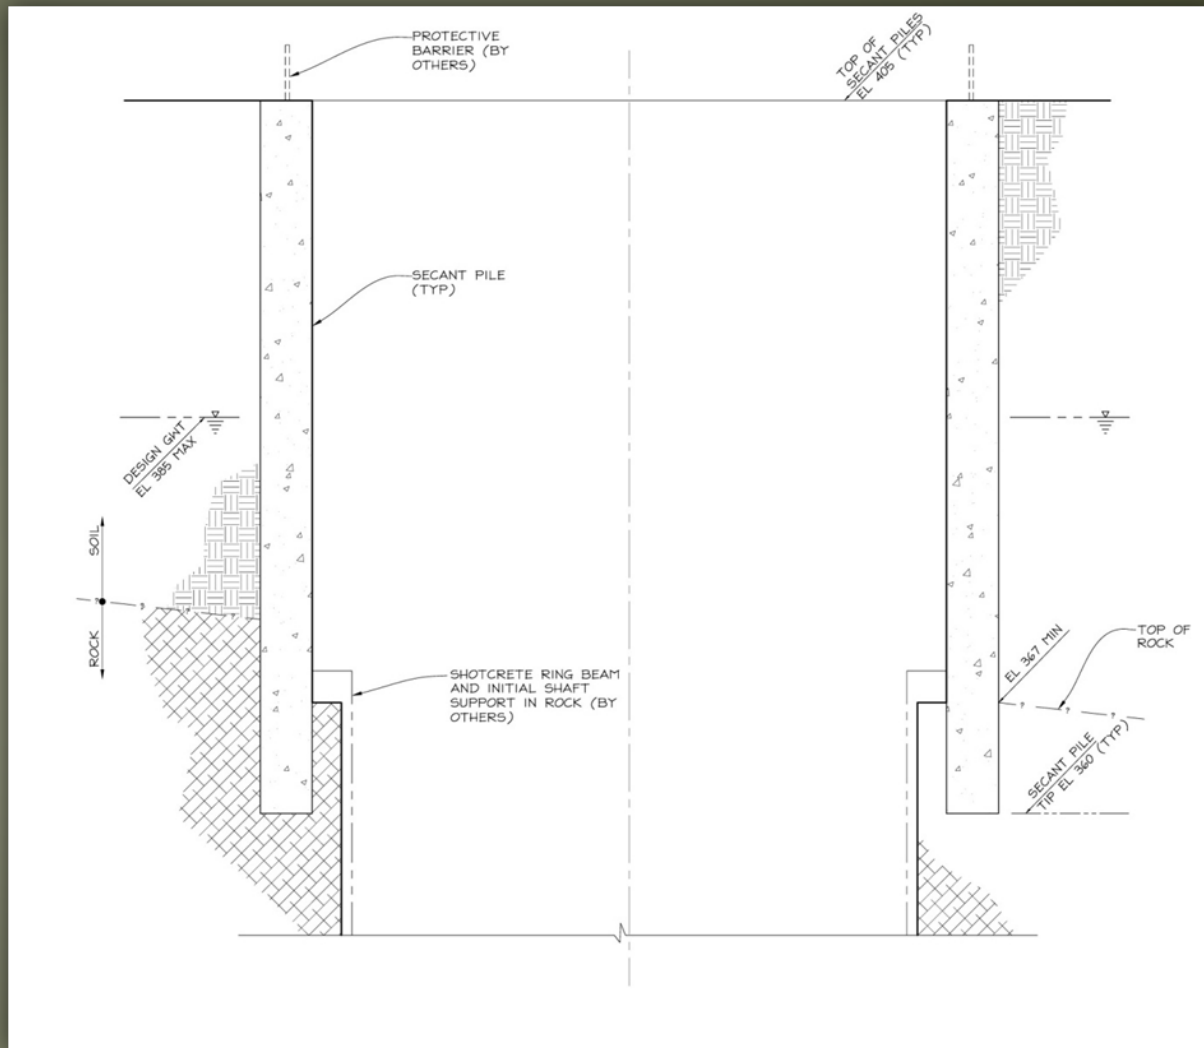 PROTECTIVE
BARRIER (BY
OTHERS)
TOP OF
SECANT PILES
EL 405 (TYP)
SECANT PILE
(TYP)
DESIGN GWT
EL 385 MAX
SOIL
ROCK
SHOTCRETE RING BEAM
AND INITIAL SHAFT
SUPPORT IN ROCK (BY
OTHERS)
EL 367 MIN
TOP OF
ROCK
SECANT PILE
TIP EL 360 (TYP)
? ? ? ?
? ? ?